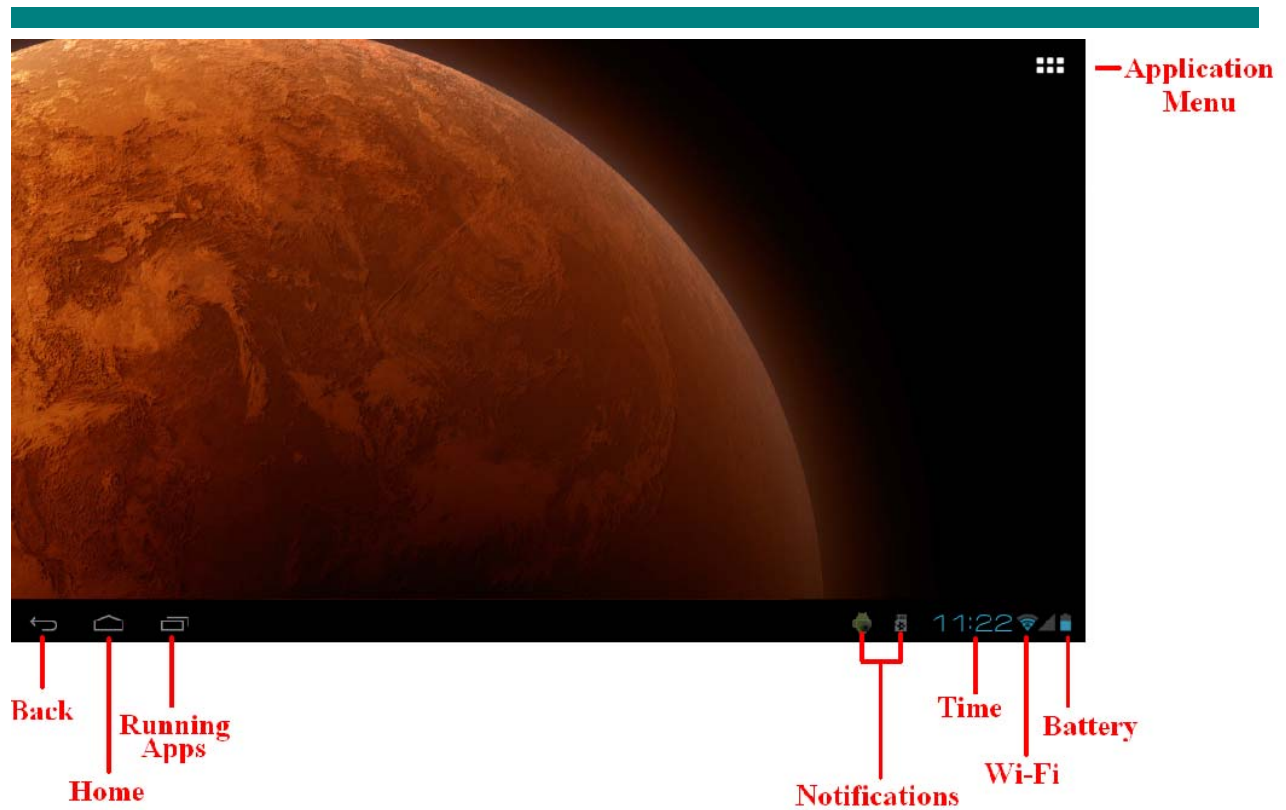 Application
Menu
11:22
Back
Home
Running
Apps
Notifications
Time
Wi-Fi
Battery